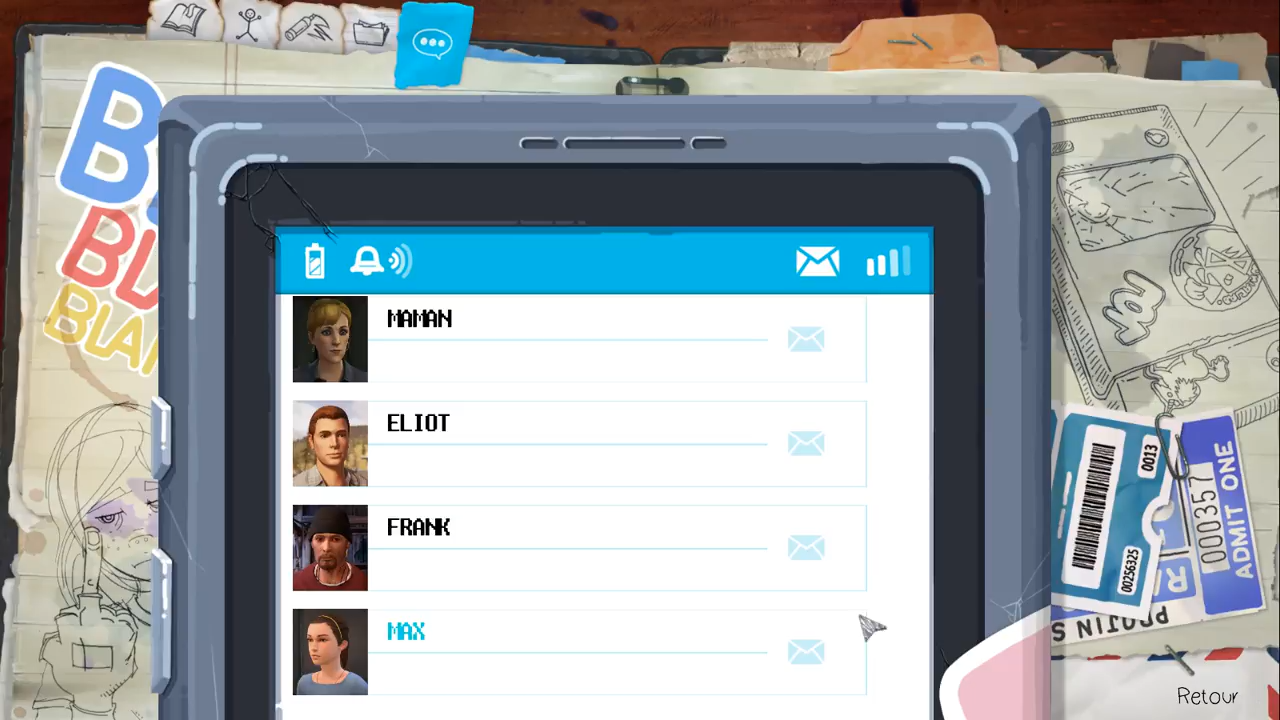 MAMAN
ELIOT
FRANK
MAX
0013
00256325
000357
ADMIT ONE
Retour